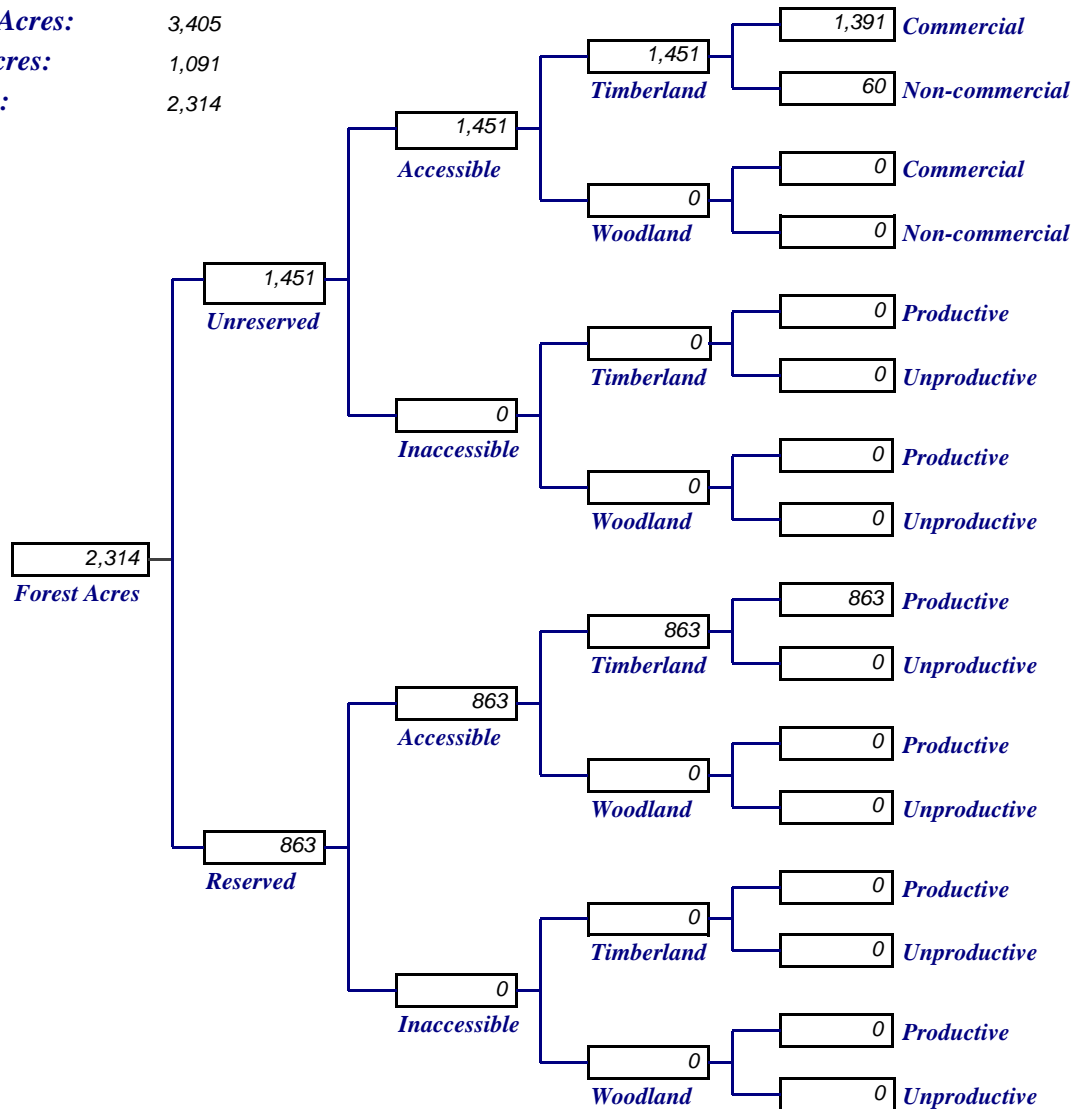 Acres: 3,405
cres: 1,091
: 2,314
1,391 Commercial
1,451
Timberland
60 Non-commercial
1,451
Accessible
0 Commercial
0
Woodland
0 Non-commercial
1,451
Unreserved
0 Productive
0
Timberland
0 Unproductive
0
Inaccessible
0 Productive
0
Woodland
0 Unproductive
2,314
Forest Acres
863 Productive
863
Timberland
0 Unproductive
863
Accessible
0 Productive
0
Woodland
0 Unproductive
863
Reserved
0 Productive
0
Timberland
0 Unproductive
0
Inaccessible
0 Productive
0
Woodland
0 Unproductive